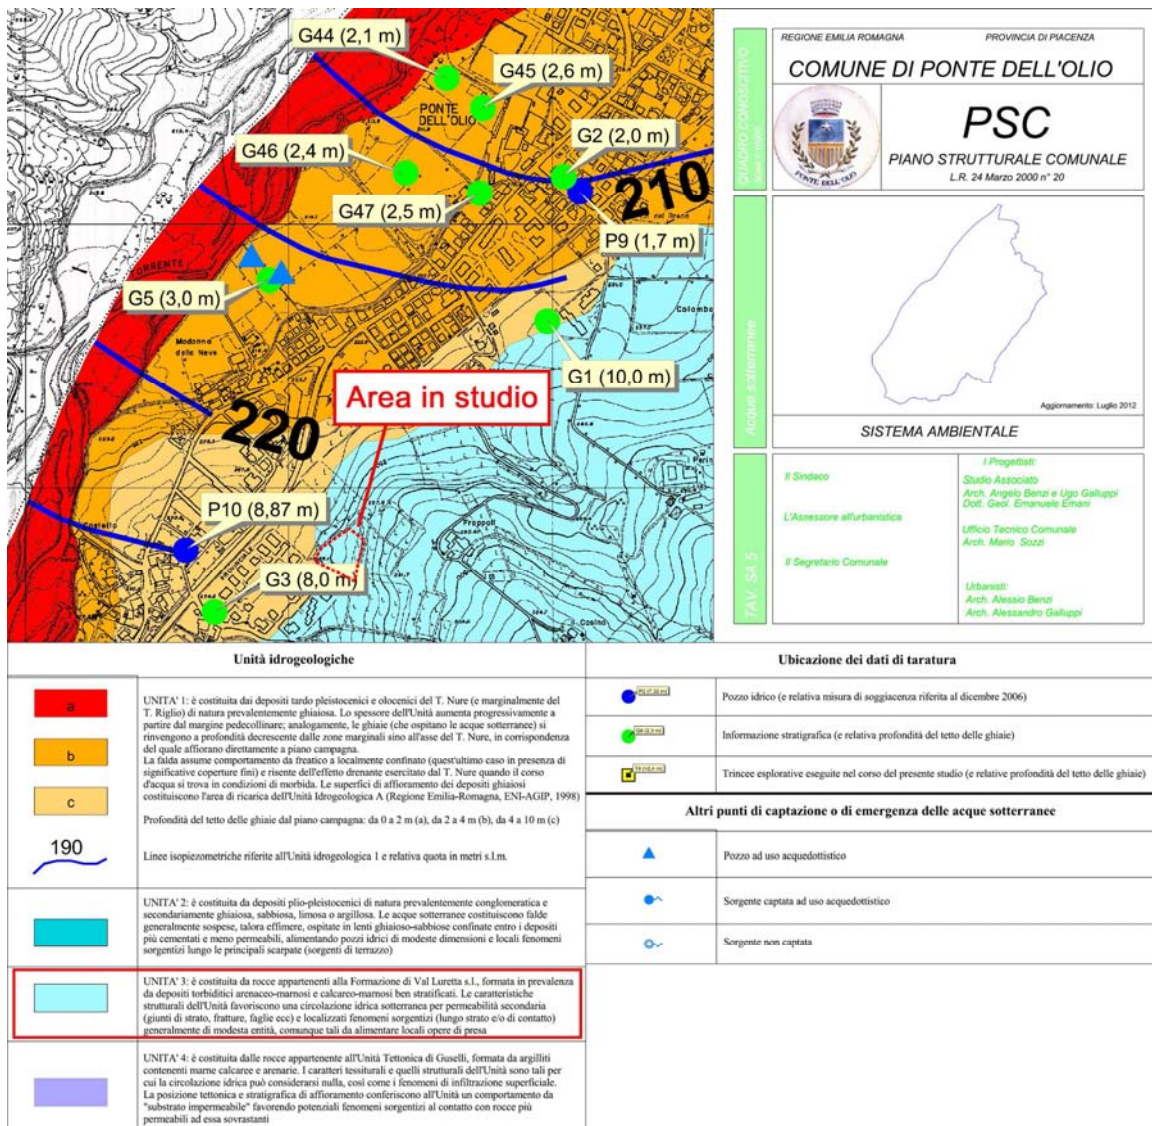 G44 (2,1 m)
G45 (2,6 m)
PONTE
DELL'OLIO
G46 (2,4 m)
G2 (2,0 m)
G47 (2,5 m)
210
P9 (1,7 m)
G5 (3,0 m)
Madonna
della Neve
Colomba
G1 (10,0 m)
Area in studio
220
P10 (8,87 m)
Castello
Frappoli
I Perin
G3 (8,0 m)
Il Casino
QUADRO CONOSCITIVO
REGIONE EMILIA ROMAGNA
PROVINCIA DI PIACENZA
COMUNE DI PONTE DELL'OLIO
PONTE DELL'OLIO
PSC
PIANO STRUTTURALE COMUNALE
L.R. 24 Marzo 2000 n° 20
Acque sotterranee
Aggiornamento: Luglio 2012
SISTEMA AMBIENTALE
TAV SA 5
Il Sindaco
L'Assessore all'urbanistica
Il Segretario Comunale
I Progettisti:
Studio Associato
Arch. Angelo Benzi e Ugo Galluppi
Dott. Geol. Emanuele Emani
Ufficio Tecnico Comunale
Arch. Mario Sozzi
Urbanisti:
Arch. Alessio Benzi
Arch. Alessandro Galluppi
Unità idrogeologiche
a
b
c
UNITA' 1: è costituita dai depositi tardo pleistocenici e olocenici del T. Nure (e marginalmente del
T. Riglio) di natura prevalentemente ghiaiosa. Lo spessore dell'Unità aumenta progressivamente a
partire dal margine pedecollinare; analogamente, le ghiaie (che ospitano le acque sotterranee) si
rinvengono a profondità decrescente dalle zone marginali sino all'asse del T. Nure, in corrispondenza
del quale affiorano direttamente a piano campagna.
La falda assume comportamento da freatico a localmente confinato (quest'ultimo caso in presenza di
significative coperture fini) e risente dell'effetto drenante esercitato dal T. Nure quando il corso
d'acqua si trova in condizioni di morbida. Le superfici di affioramento dei depositi ghiaiosi
costituiscono l'area di ricarica dell'Unità Idrogeologica A (Regione Emilia-Romagna, ENI-AGIP, 1998)
Profondità del tetto delle ghiaie dal piano campagna: da 0 a 2 m (a), da 2 a 4 m (b), da 4 a 10 m (c)
190
Linee isopiezometriche riferite all'Unità idrogeologica 1 e relativa quota in metri s.l.m.
UNITA' 2: è costituita da depositi plio-pleistocenici di natura prevalentemente conglomeratica e
secondariamente ghiaiosa, sabbiosa, limosa o argillosa. Le acque sotterranee costituiscono falde
generalmente sospese, talora effimere, ospitate in lenti ghiaioso-sabbiose confinate entro i depositi
più cementati e meno permeabili, alimentando pozzi idrici di modeste dimensioni e locali fenomeni
sorgentizi lungo le principali scarpate (sorgenti di terrazzo)
UNITA' 3: è costituita da rocce appartenenti alla Formazione di Val Luretta s.l., formata in prevalenza
da depositi torbiditici arenaceo-marnosi e calcareo-marnosi ben stratificati. Le caratteristiche
strutturali dell'Unità favoriscono una circolazione idrica sotterranea per permeabilità secondaria
(giunti di strato, fratture, faglie ecc) e localizzati fenomeni sorgentizi (lungo strato e/o di contatto)
generalmente di modesta entità, comunque tali da alimentare locali opere di presa
UNITA' 4: è costituita dalle rocce appartenente all'Unità Tettonica di Guselli, formata da argilliti
contenenti marne calcaree e arenarie. I caratteri tessiturali e quelli strutturali dell'Unità sono tali per
cui la circolazione idrica può considerarsi nulla, così come i fenomeni di infiltrazione superficiale.
La posizione tettonica e stratigrafica di affioramento conferiscono all'Unità un comportamento da
"substrato impermeabile" favorendo potenziali fenomeni sorgentizi al contatto con rocce più
permeabili ad essa sovrastanti
Ubicazione dei dati di taratura
Pozzo idrico (e relativa misura di soggiacenza riferita al dicembre 2006)
Informazione stratigrafica (e relativa profondità del tetto delle ghiaie)
Trincee esplorative eseguite nel corso del presente studio (e relative profondità del tetto delle ghiaie)
Altri punti di captazione o di emergenza delle acque sotterranee
Pozzo ad uso acquedottistico
Sorgente captata ad uso acquedottistico
Sorgente non captata